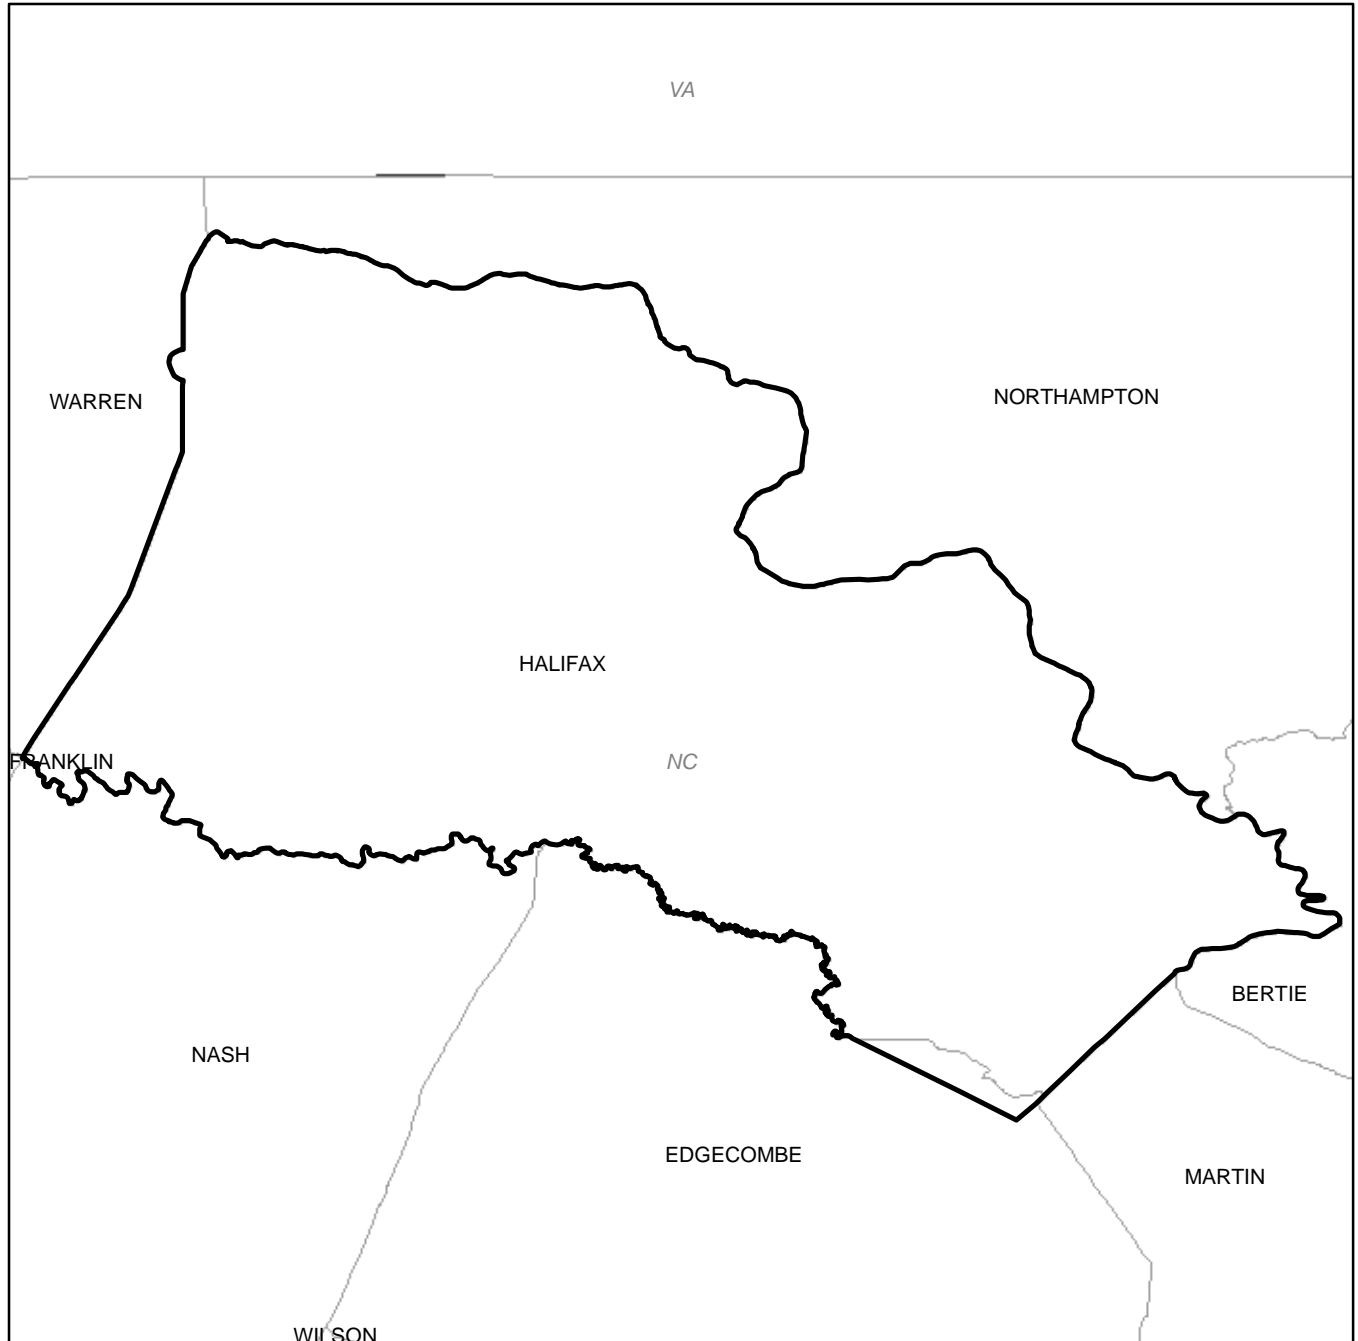 VA
WARREN
NORTHAMPTON
HALIFAX
FRANKLIN
NC
BERTIE
NASH
EDGECOMBE
MARTIN
WILSON